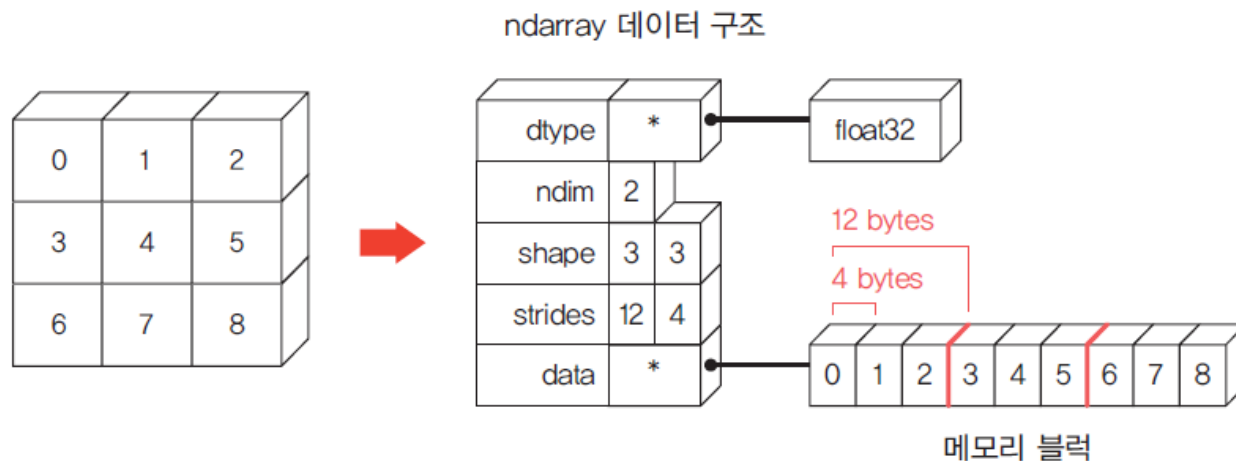 ndarray 데이터 구조
0 1 2
3 4 5
6 7 8
dtype *
float32
ndim 2
shape 3 3
strides 12 4
data *
12 bytes
4 bytes
0 1 2 3 4 5 6 7 8
메모리 블럭